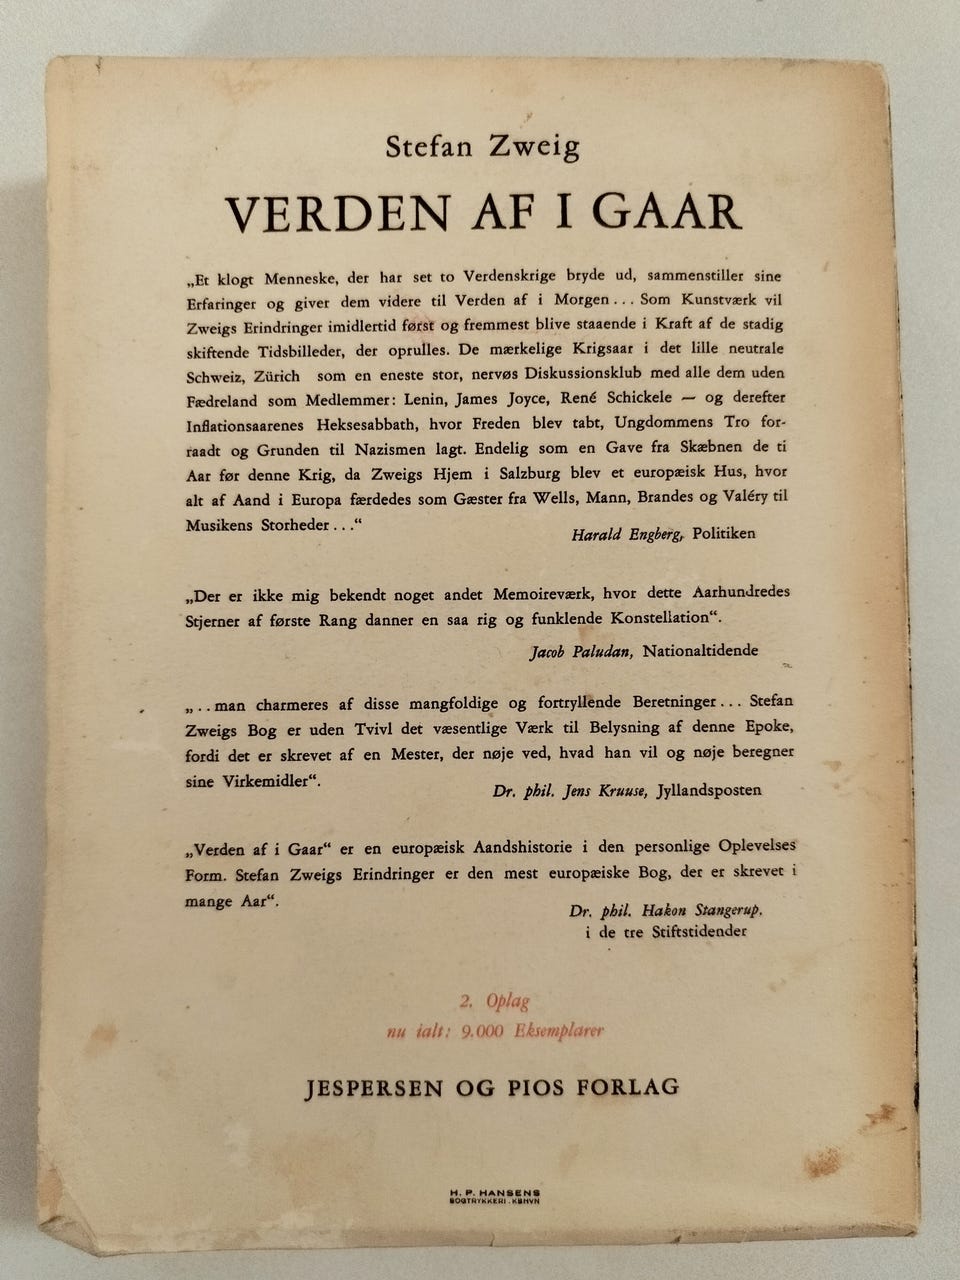 Stefan Zweig
VERDEN AF I GAAR
„Et klogt Menneske, der har set to Verdenskrige bryde ud, sammenstiller sine
Erfaringer og giver dem videre til Verden af i Morgen... Som Kunstværk vil
Zweigs Erindringer imidlertid først og fremmest blive staaende i Kraft af de stadig
skiftende Tidsbilleder, der oprulles. De mærkelige Krigsaar i det lille neutrale
Schweiz, Zürich som en eneste stor, nervøs Diskussionsklub med alle dem uden
Fædreland som Medlemmer: Lenin, James Joyce, René Schickele — og derefter
Inflationsaarenes Heksesabbath, hvor Freden blev tabt, Ungdommens Tro for-
raadt og Grunden til Nazismen lagt. Endelig som en Gave fra Skæbnen de ti
Aar før denne Krig, da Zweigs Hjem i Salzburg blev et europæisk Hus, hvor
alt af Aand i Europa færdedes som Gæster fra Wells, Mann, Brandes og Valéry til
Musikens Storheder...“
Harald Engberg, Politiken
„Der er ikke mig bekendt noget andet Memoireværk, hvor dette Aarhundredes
Stjerner af første Rang danner en saa rig og funklende Konstellation“.
Jacob Paludan, Nationaltidende
„..man charmeres af disse mangfoldige og fortryllende Beretninger... Stefan
Zweigs Bog er uden Tvivl det væsentlige Værk til Belysning af denne Epoke,
fordi det er skrevet af en Mester, der nøje ved, hvad han vil og nøje beregner
sine Virkemidler“.
Dr. phil. Jens Kruuse, Jyllandsposten
„Verden af i Gaar“ er en europæisk Aandshistorie i den personlige Oplevelses
Form. Stefan Zweigs Erindringer er den mest europæiske Bog, der er skrevet i
mange Aar“.
Dr. phil. Hakon Stangerup.
i de tre Stiftstidender
2. Oplag
nu ialt: 9.000 Eksemplarer
JESPERSEN OG PIOS FORLAG
H. P. HANSENS
BOGTRYKKERI . KBHVN